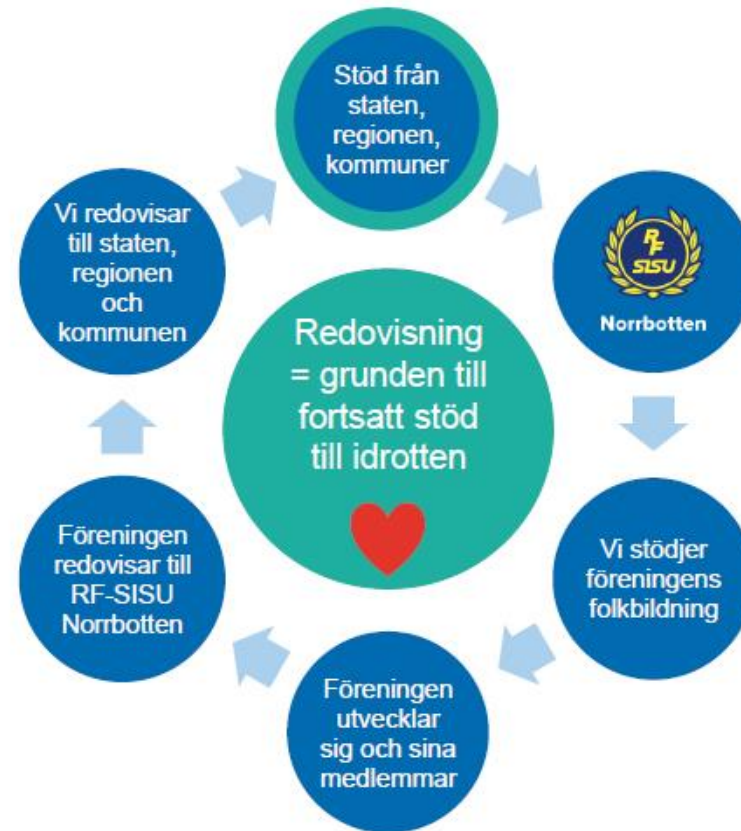 Stöd från
staten,
regionen,
kommuner
RF
SISU
Norrbotten
Vi stödjer
föreningens
folkbildning
Föreningen
utvecklar
sig och sina
medlemmar
Föreningen
redovisar till
RF-SISU
Norrbotten
Vi redovisar
till staten,
regionen
och
kommunen
Redovisning
= grunden till
fortsatt stöd
till idrotten